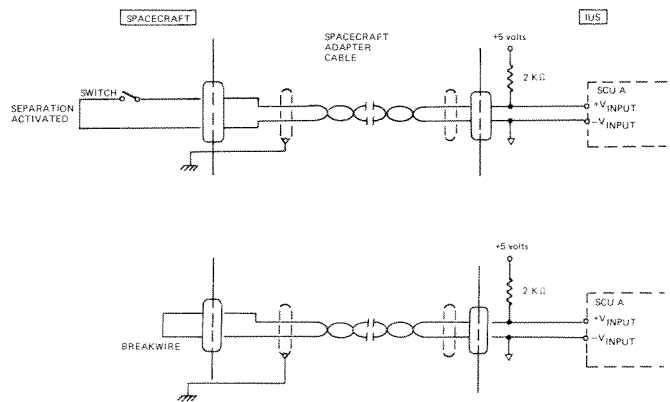 SPACECRAFT
IUS
SPACECRAFT
ADAPTER
CABLE
+5 volts
SWITCH
2 KΩ
SCU A
SEPARATION
ACTIVATED
+VINPUT
−VINPUT
+5 volts
2 KΩ
SCU A
+VINPUT
−VINPUT
BREAKWIRE